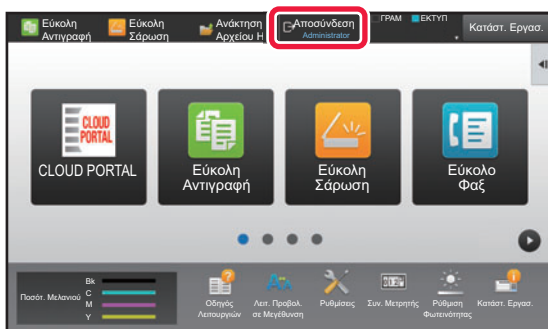 Εύκολη
Αντιγραφή
Εύκολη
Σάρωση
Ανάκτηση
Αρχείου Η
Αποσύνδεση
Administrator
ΓΡΑΜ
ΕΚΤΥΠ
Κατάστ. Εργασ.
CLOUD
PORTAL
CLOUD PORTAL
Εύκολη
Αντιγραφή
Εύκολη
Σάρωση
Εύκολο
Φαξ
Ποσότ. Μελανιού
Bk
C
M
Y
Οδηγός
Λειτουργιών
Λειτ. Προβολ.
σε Μεγέθυνση
Ρυθμίσεις
Συν. Μετρητής
Ρύθμιση
Φωτεινότητας
Κατάστ. Εργασ.